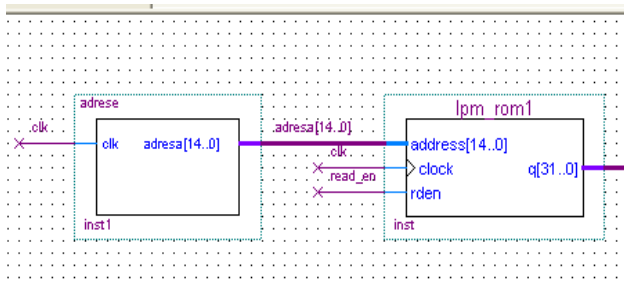 adrese
clk
clk
adresa[14..0]
inst1
adresa[14..0]
clk
read_en
lpm_rom1
address[14..0]
clock
q[31..0]
rden
inst